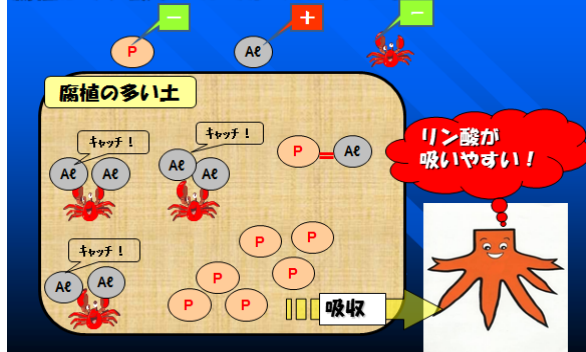 － ＋ －
P Aℓ
腐植の多い土
キャッチ！ キャッチ！
Aℓ Aℓ Aℓ Aℓ P Aℓ
リン酸が
吸いやすい！
キャッチ！
Aℓ Aℓ
P P
P P
P P
吸収